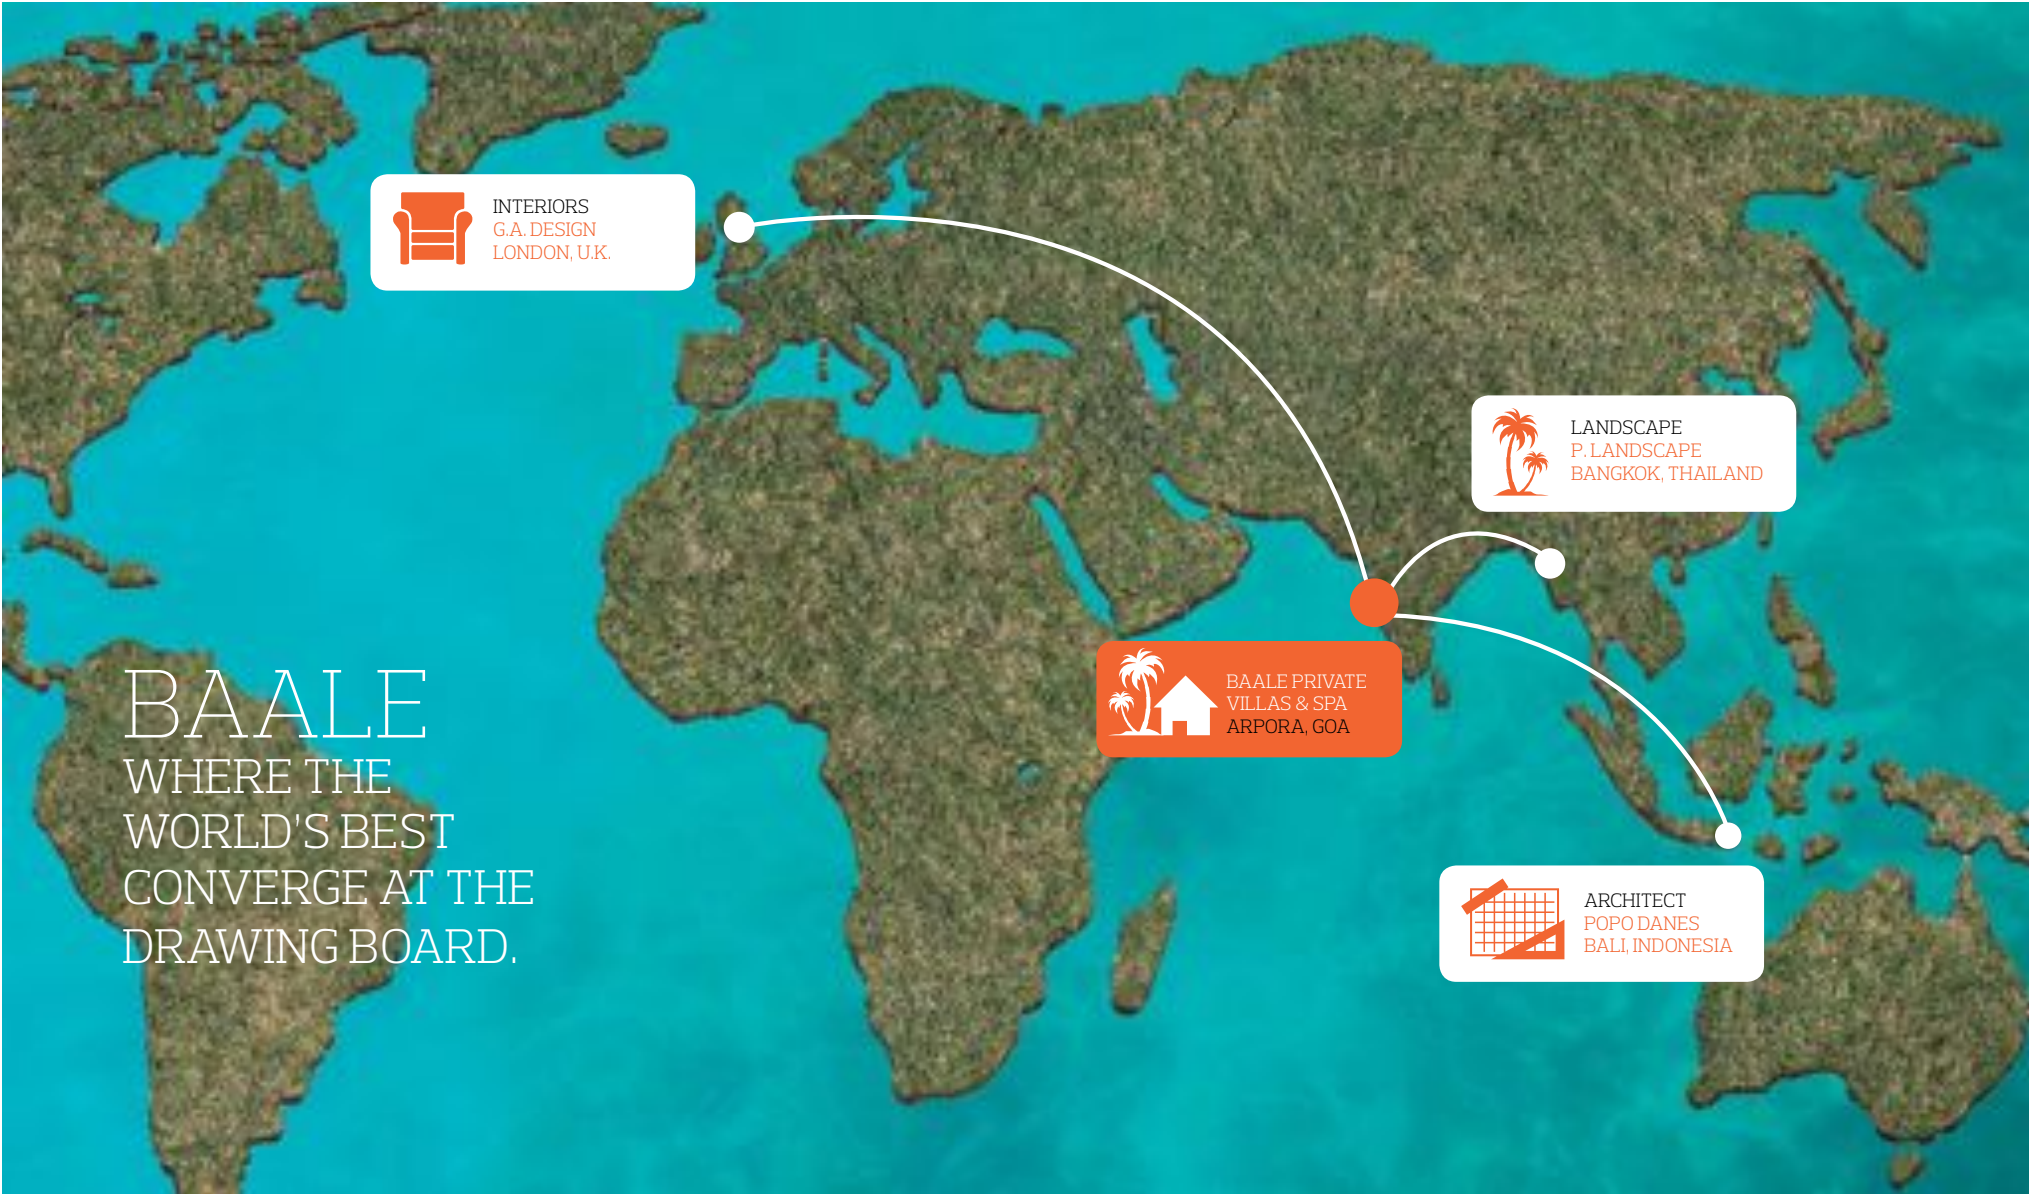 INTERIORS
G.A. DESIGN
LONDON, U.K.
LANDSCAPE
P. LANDSCAPE
BANGKOK, THAILAND
BAALE PRIVATE
VILLAS & SPA
ARPORA, GOA
BAALE
WHERE THE
WORLD'S BEST
CONVERGE AT THE
DRAWING BOARD.
ARCHITECT
POPO DANES
BALI, INDONESIA